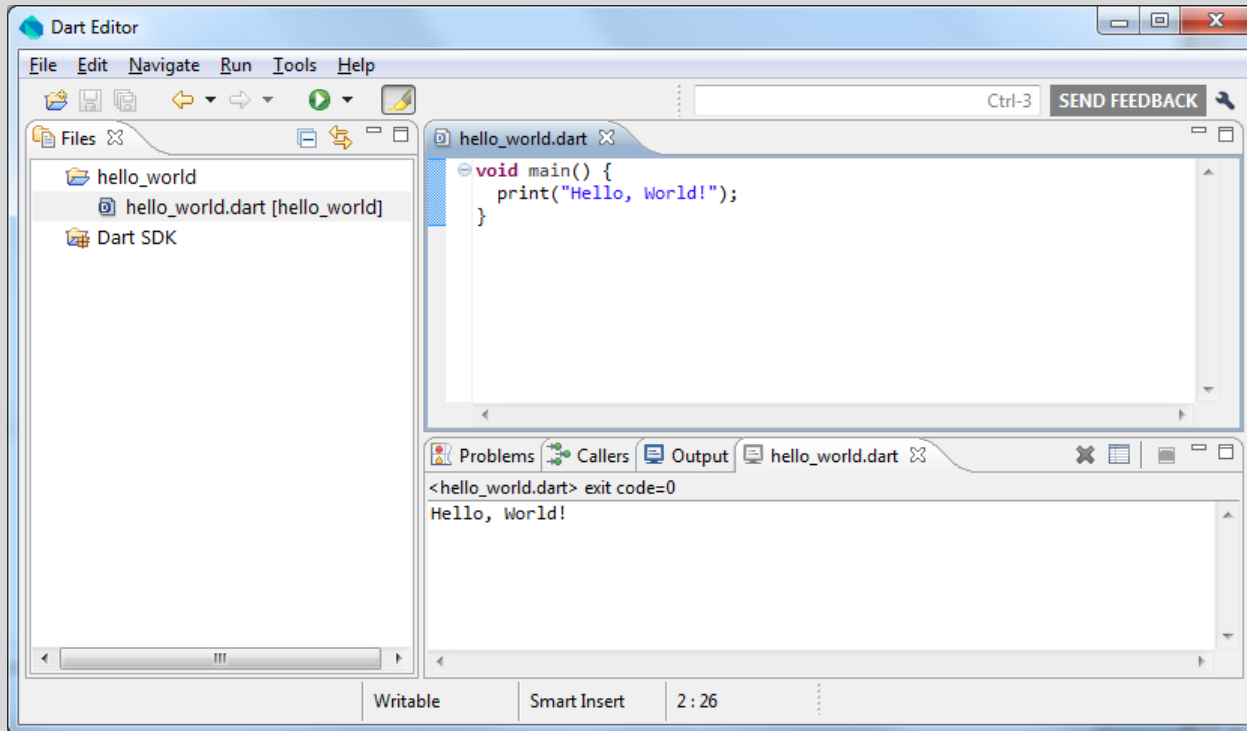 Dart Editor
File Edit Navigate Run Tools Help
Ctrl-3 SEND FEEDBACK
Files
hello_world
hello_world.dart [hello_world]
Dart SDK
hello_world.dart
void main() {
  print("Hello, World!");
}
Problems Callers Output hello_world.dart
<hello_world.dart> exit code=0
Hello, World!
Writable Smart Insert 2 : 26